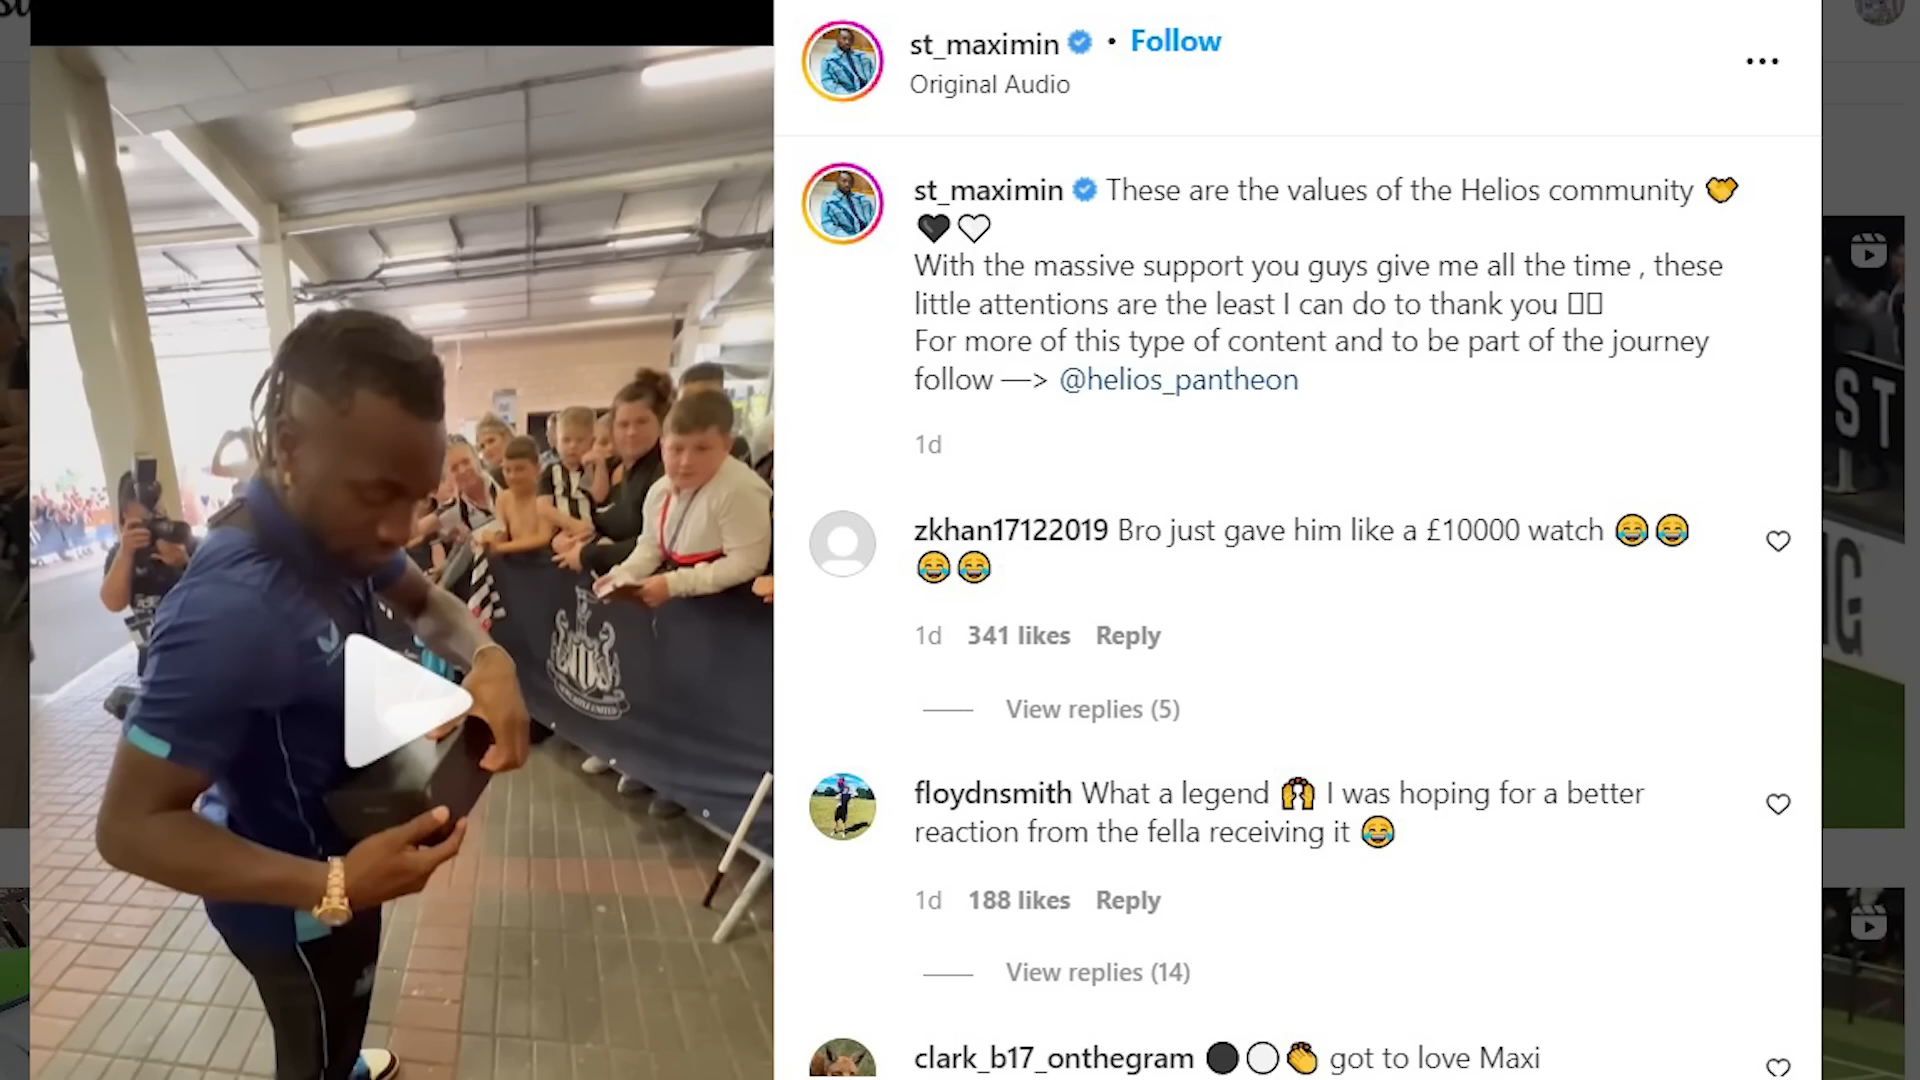 st_maximin • Follow
Original Audio
st_maximin These are the values of the Helios community 🤝
🖤🤍
With the massive support you guys give me all the time , these
little attentions are the least I can do to thank you ▯▯
For more of this type of content and to be part of the journey
follow —> @helios_pantheon
1d
zkhan17122019 Bro just gave him like a £10000 watch 😂😂
😂😂
1d 341 likes Reply
View replies (5)
floydnsmith What a legend 🙌 I was hoping for a better
reaction from the fella receiving it 😂
1d 188 likes Reply
View replies (14)
clark_b17_onthegram ⚫⚪👏 got to love Maxi
NEWCASTLE UNITED
ST